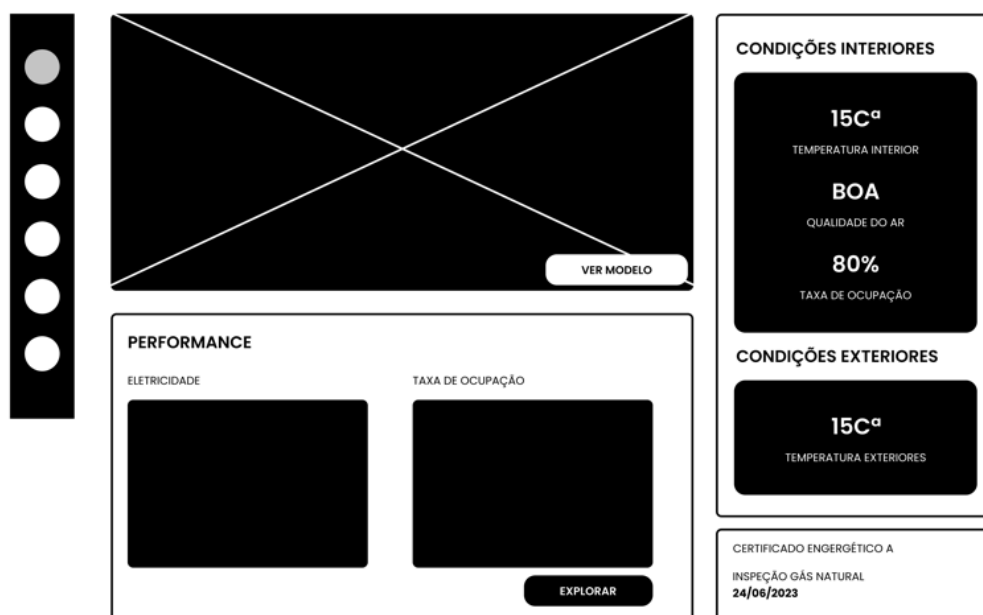 VER MODELO
PERFORMANCE
ELETRICIDADE
TAXA DE OCUPAÇÃO
EXPLORAR
CONDIÇÕES INTERIORES
15Cª
TEMPERATURA INTERIOR
BOA
QUALIDADE DO AR
80%
TAXA DE OCUPAÇÃO
CONDIÇÕES EXTERIORES
15Cª
TEMPERATURA EXTERIORES
CERTIFICADO ENGERGÉTICO A
INSPEÇÃO GÁS NATURAL
24/06/2023